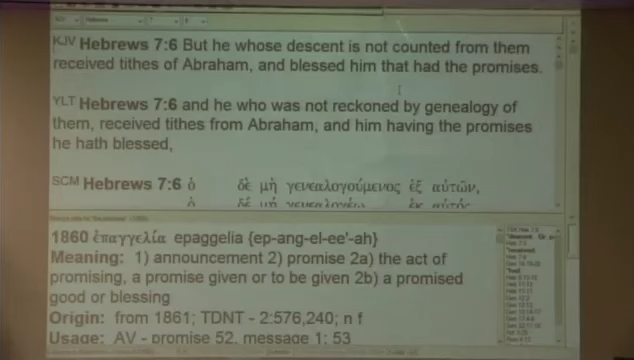 KJV Hebrews 7:6 But he whose descent is not counted from them
received tithes of Abraham, and blessed him that had the promises.
YLT Hebrews 7:6 and he who was not reckoned by genealogy of
them, received tithes from Abraham, and him having the promises
he hath blessed,
SCM Hebrews 7:6 ὁ δὲ μὴ γενεαλογούμενος ἐξ αὐτῶν,
1860 ἐπαγγελία epaggelia {ep-ang-el-ee'-ah}
Meaning: 1) announcement 2) promise 2a) the act of
promising, a promise given or to be given 2b) a promised
good or blessing
Origin: from 1861; TDNT - 2:576,240; n f
Usage: AV - promise 52, message 1; 53